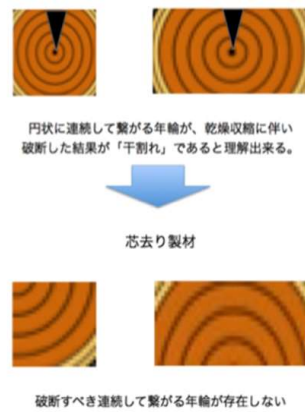 円状に連続して繋がる年輪が、乾燥収縮に伴い
破断した結果が「干割れ」であると理解出来る。
芯去り製材
破断すべき連続して繋がる年輪が存在しない